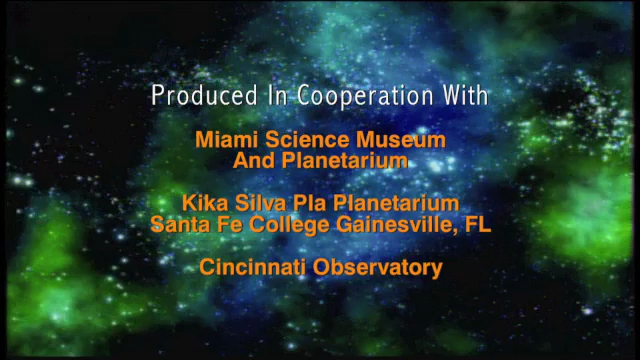 Produced In Cooperation With
Miami Science Museum
And Planetarium
Kika Silva Pla Planetarium
Santa Fe College Gainesville, FL
Cincinnati Observatory